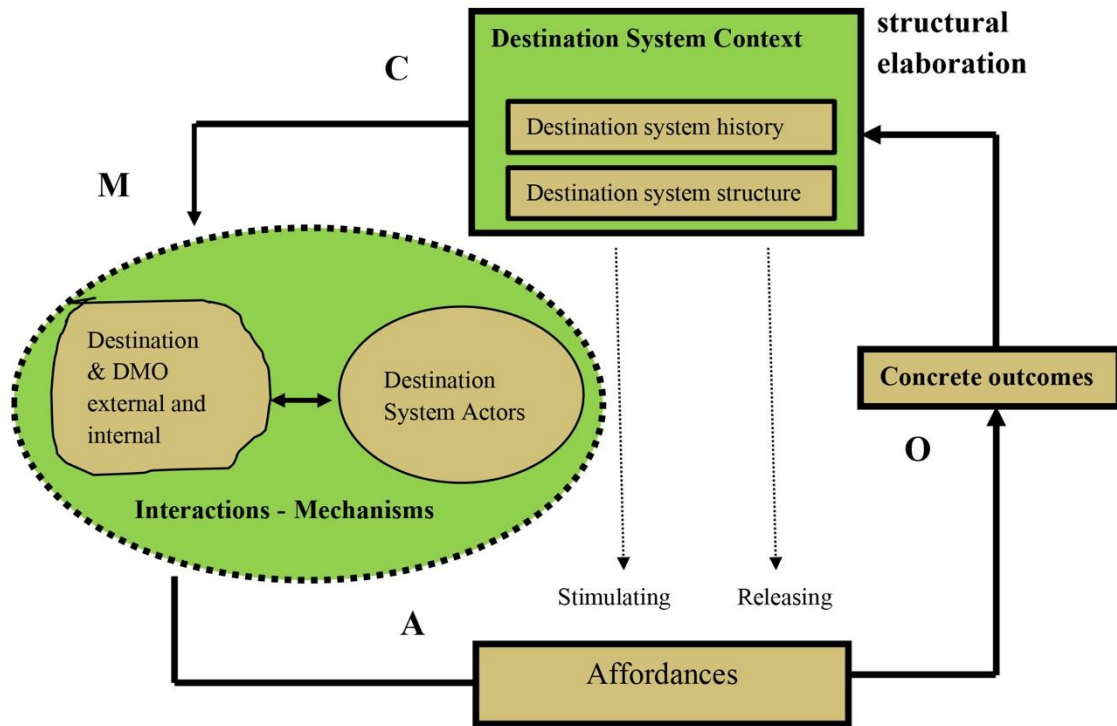 Destination System Context
structural
elaboration
C
Destination system history
M
Destination system structure
Destination
& DMO
external and
internal
Destination
System Actors
Concrete outcomes
O
Interactions - Mechanisms
Stimulating
Releasing
A
Affordances